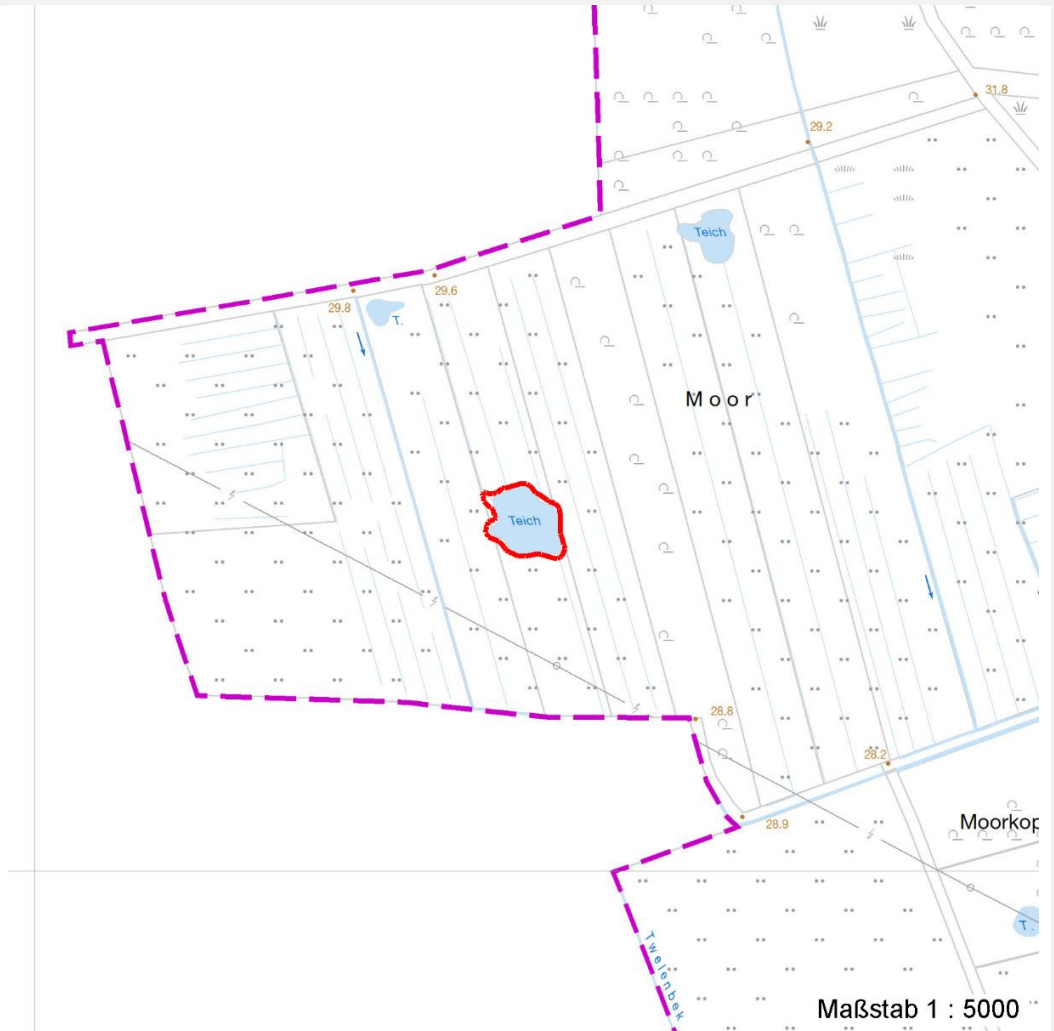 31.8
29.2
Teich
29.6
29.8
T.
Moor
Teich
28.8
28.2
28.9
Moorkop
T.
Twelenbek
Maßstab 1 : 5000